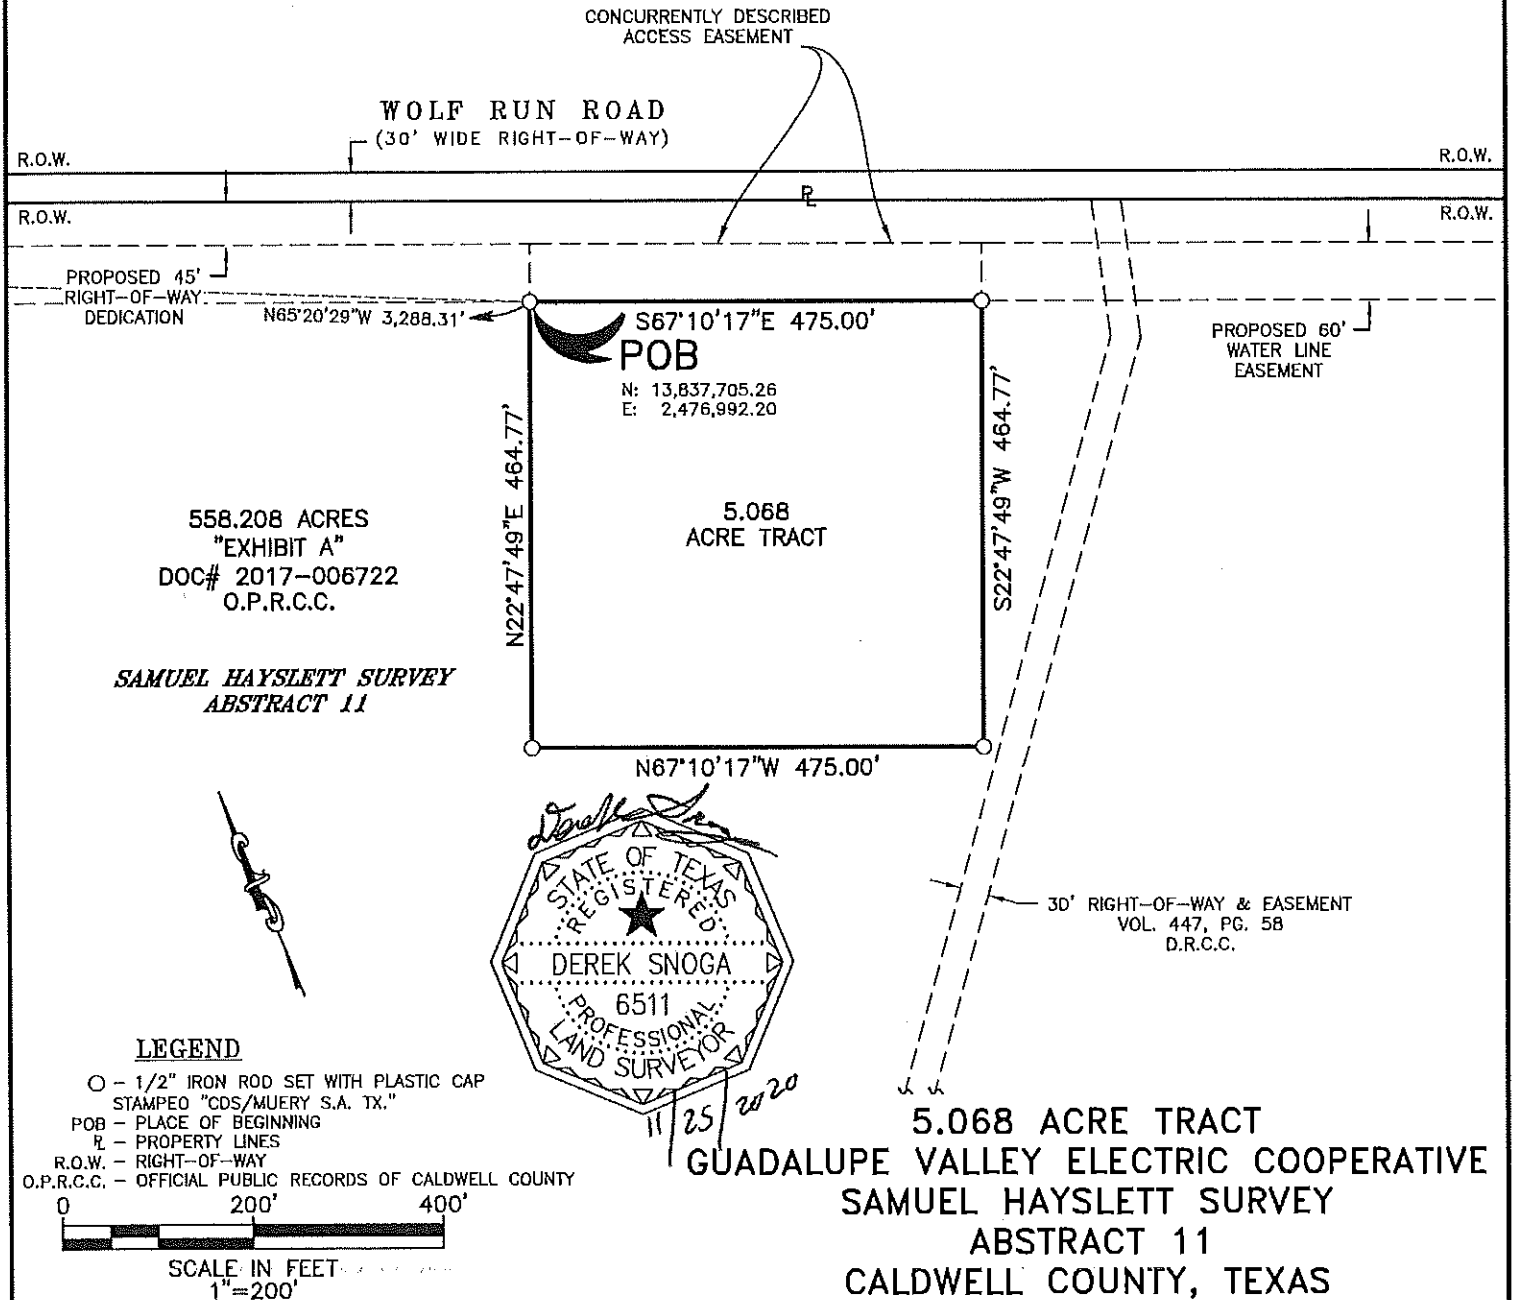 CONCURRENTLY DESCRIBED
ACCESS EASEMENT
WOLF RUN ROAD
(30' WIDE RIGHT-OF-WAY)
R.O.W.
R.O.W.
PL
R.O.W.
R.O.W.
PROPOSED 45'
RIGHT-OF-WAY
DEDICATION
N65°20'29"W 3,288.31'
S67°10'17"E 475.00'
POB
N: 13,837,705.26
E: 2,476,992.20
PROPOSED 60'
WATER LINE
EASEMENT
N22°47'49"E 464.77'
S22°47'49"W 464.77'
558.208 ACRES
"EXHIBIT A"
DOC# 2017-006722
O.P.R.C.C.
5.068
ACRE TRACT
SAMUEL HAYSLETT SURVEY
ABSTRACT 11
N67°10'17"W 475.00'
STATE OF TEXAS
REGISTERED
DEREK SNOGA
6511
PROFESSIONAL
LAND SURVEYOR
11 25 2020
30' RIGHT-OF-WAY & EASEMENT
VOL. 447, PG. 58
D.R.C.C.
LEGEND
O - 1/2" IRON ROD SET WITH PLASTIC CAP
STAMPED "CDS/MUERY S.A. TX."
POB - PLACE OF BEGINNING
PL - PROPERTY LINES
R.O.W. - RIGHT-OF-WAY
O.P.R.C.C. - OFFICIAL PUBLIC RECORDS OF CALDWELL COUNTY
0 200' 400'
SCALE IN FEET
1"=200'
5.068 ACRE TRACT
GUADALUPE VALLEY ELECTRIC COOPERATIVE
SAMUEL HAYSLETT SURVEY
ABSTRACT 11
CALDWELL COUNTY, TEXAS